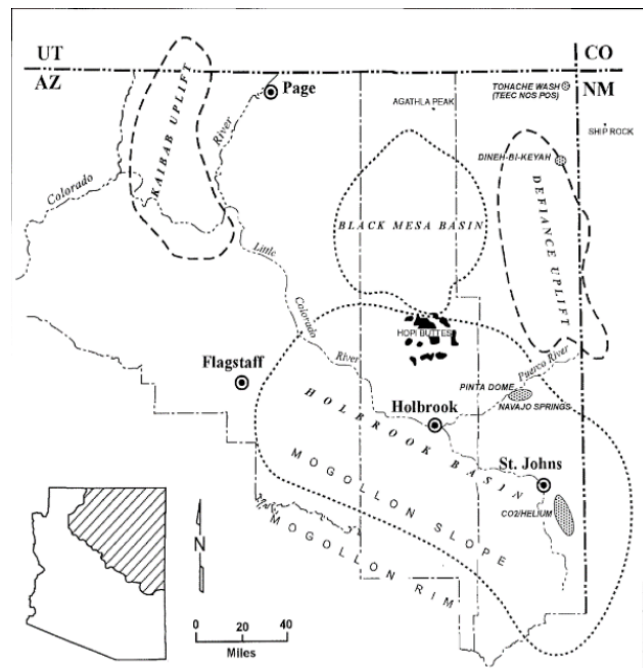 UT
CO
AZ
NM
Page
TOHACHE WASH
(TEEC NOS POS)
AGATHLA PEAK
SHIP ROCK
KAIBAB UPLIFT
River
Colorado
DINEH-BI-KEYAH
BLACK MESA BASIN
DEFIANCE UPLIFT
Little
Colorado
River
HOPI BUTTES
Puerco River
Flagstaff
PINTA DOME
NAVAJO SPRINGS
HOLBROOK BASIN
Holbrook
St. Johns
MOGOLLON SLOPE
CO2/HELIUM
MOGOLLON RIM
N
0 20 40
Miles